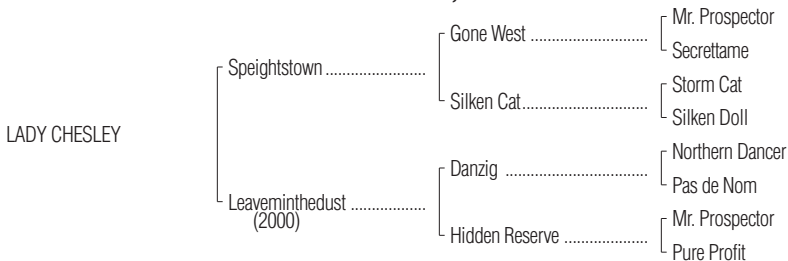 Mr. Prospector
Gone West
Secrettame
Speightstown
Storm Cat
Silken Cat
Silken Doll
LADY CHESLEY
Northern Dancer
Danzig
Pas de Nom
Leaveminthedust
(2000)
Mr. Prospector
Hidden Reserve
Pure Profit